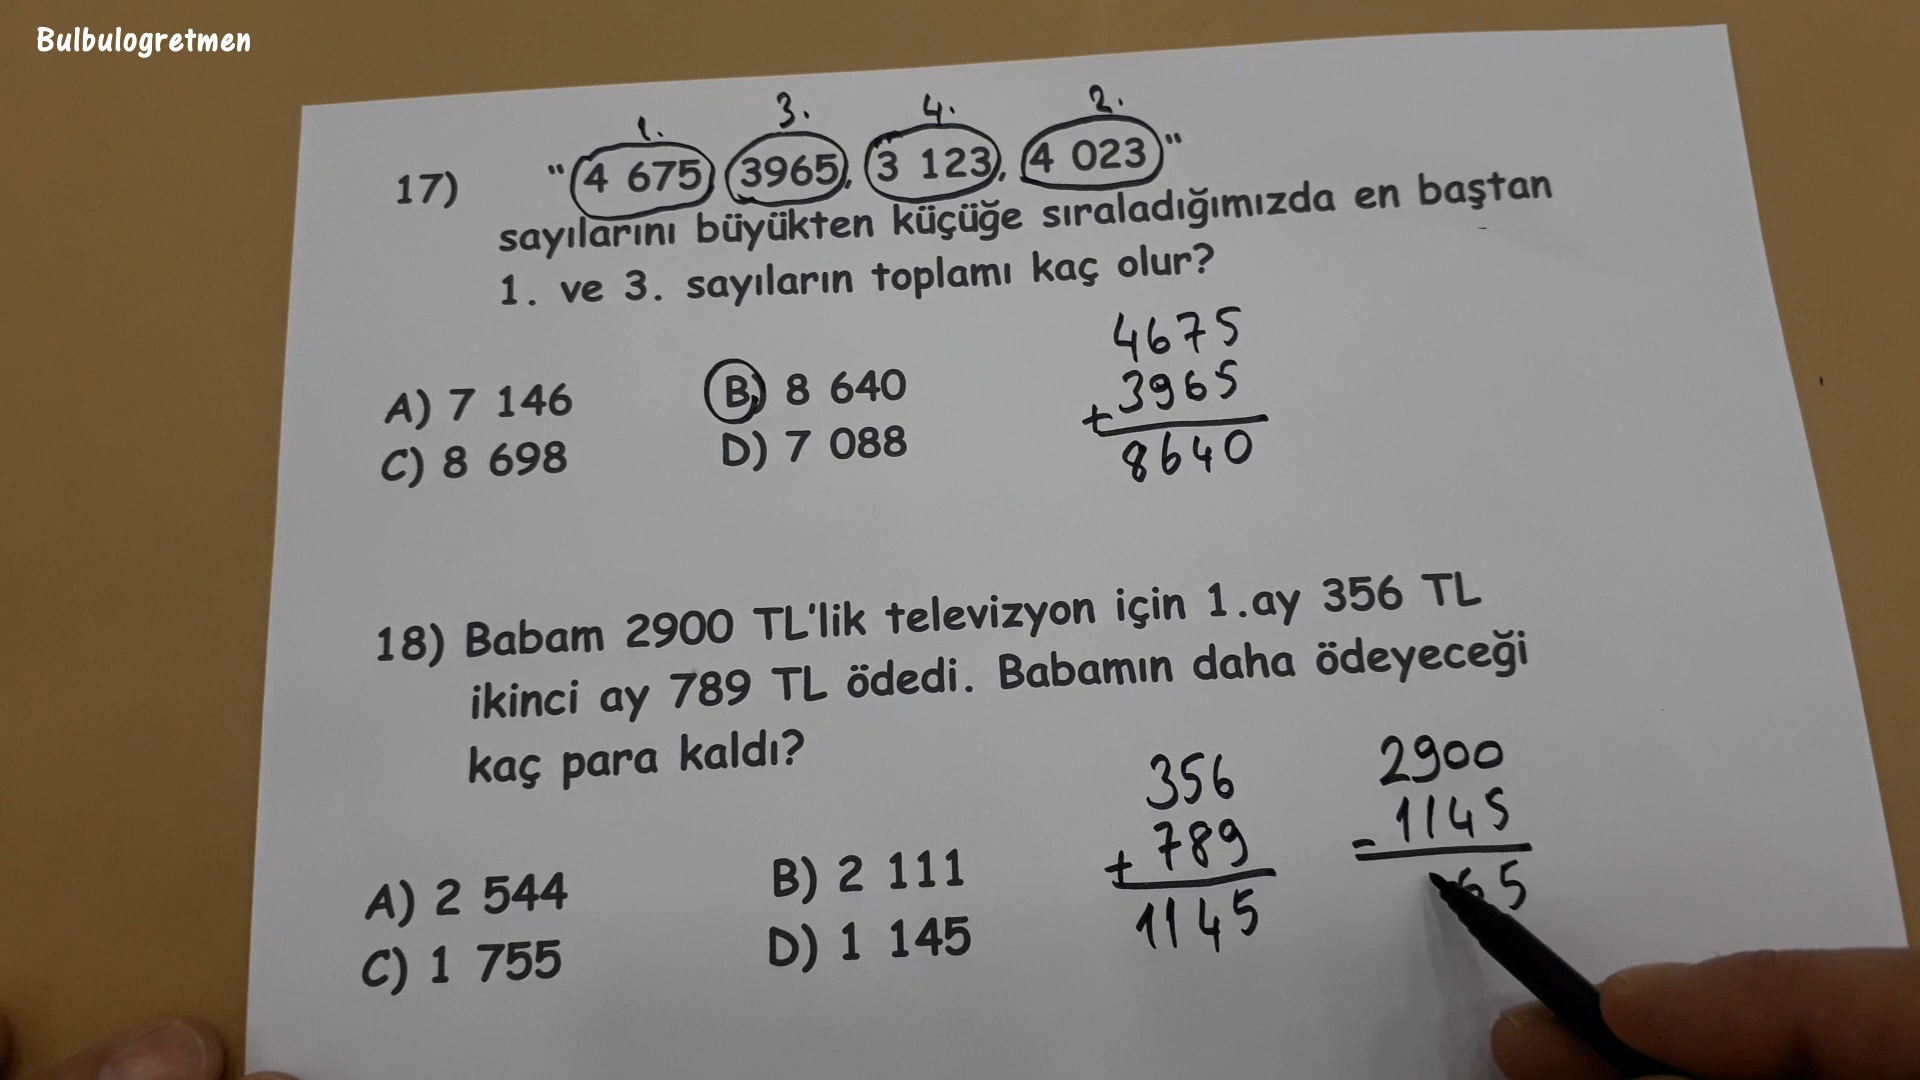 Bulbulogretmen
1. 3. 4. 2.
17) "4 675, 3965, 3 123, 4 023"
sayılarını büyükten küçüğe sıraladığımızda en baştan
1. ve 3. sayıların toplamı kaç olur?
4675
A) 7 146 B) 8 640 +3965
C) 8 698 D) 7 088 8640
18) Babam 2900 TL'lik televizyon için 1.ay 356 TL
ikinci ay 789 TL ödedi. Babamın daha ödeyeceği
kaç para kaldı?
356 2900
+789 -1145
A) 2 544 B) 2 111 1145 5
C) 1 755 D) 1 145